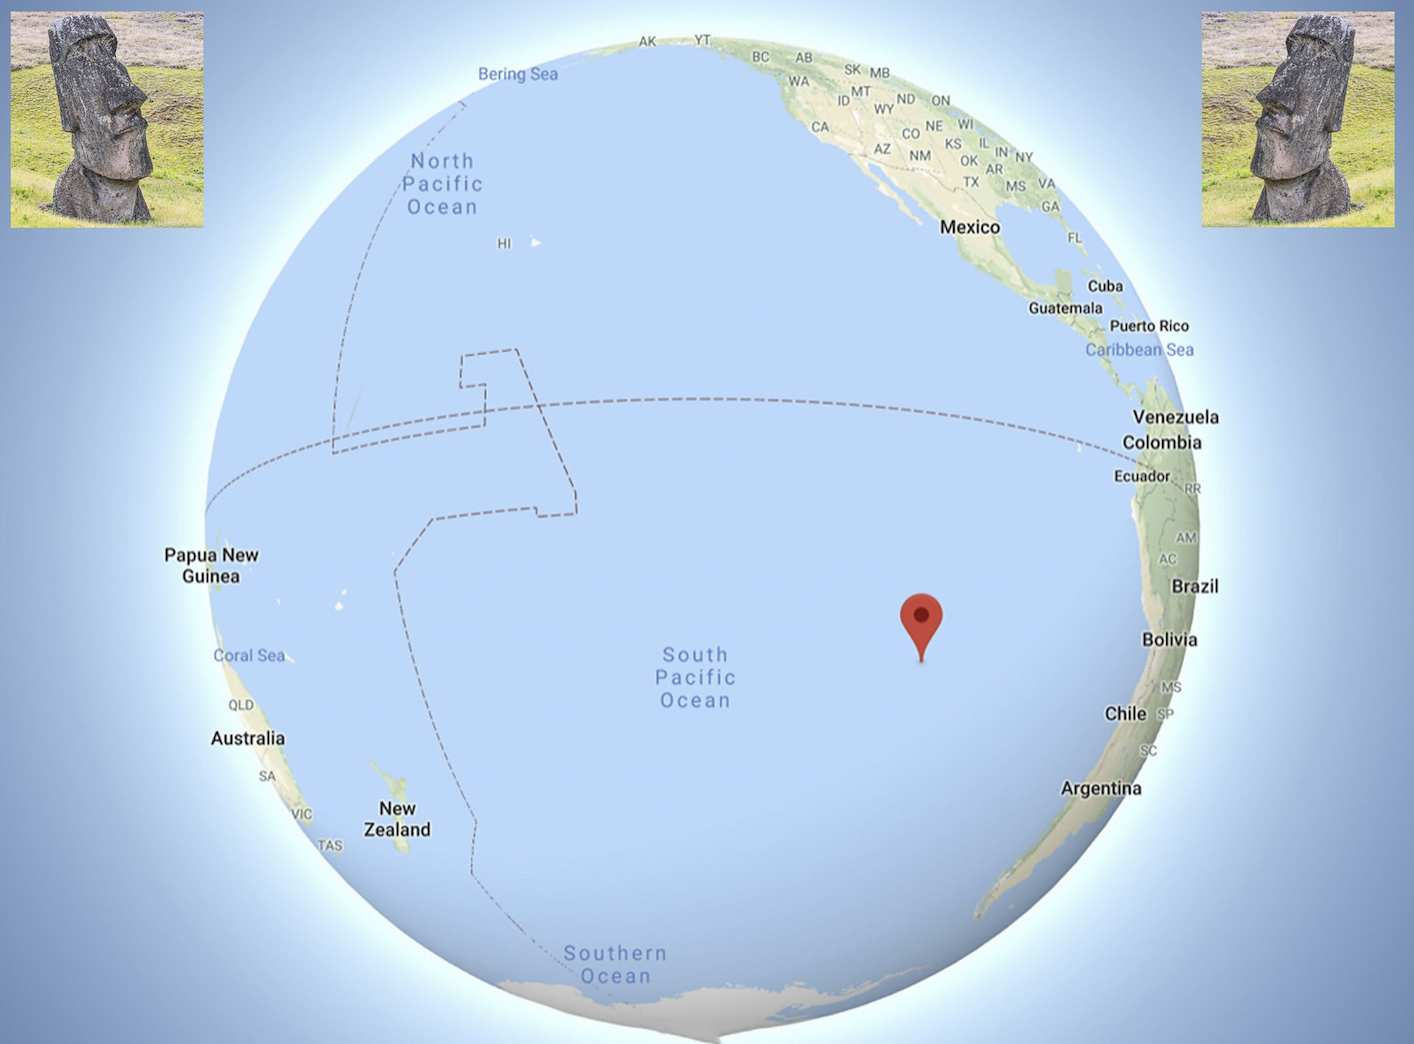 AK
YT
BC
AB
SK
MB
Bering Sea
WA
MT
ID
WY
ND
ON
CA
CO
NE
WI
AZ
NM
KS
IL
IN
NY
OK
AR
TX
MS
VA
GA
North
Pacific
Ocean
HI
Mexico
FL
Cuba
Guatemala
Puerto Rico
Caribbean Sea
Venezuela
Colombia
Ecuador
RR
AM
AC
Papua New
Guinea
Brazil
Bolivia
Coral Sea
South
Pacific
Ocean
MS
QLD
Chile
SP
Australia
SC
SA
Argentina
VIC
New
Zealand
TAS
Southern
Ocean